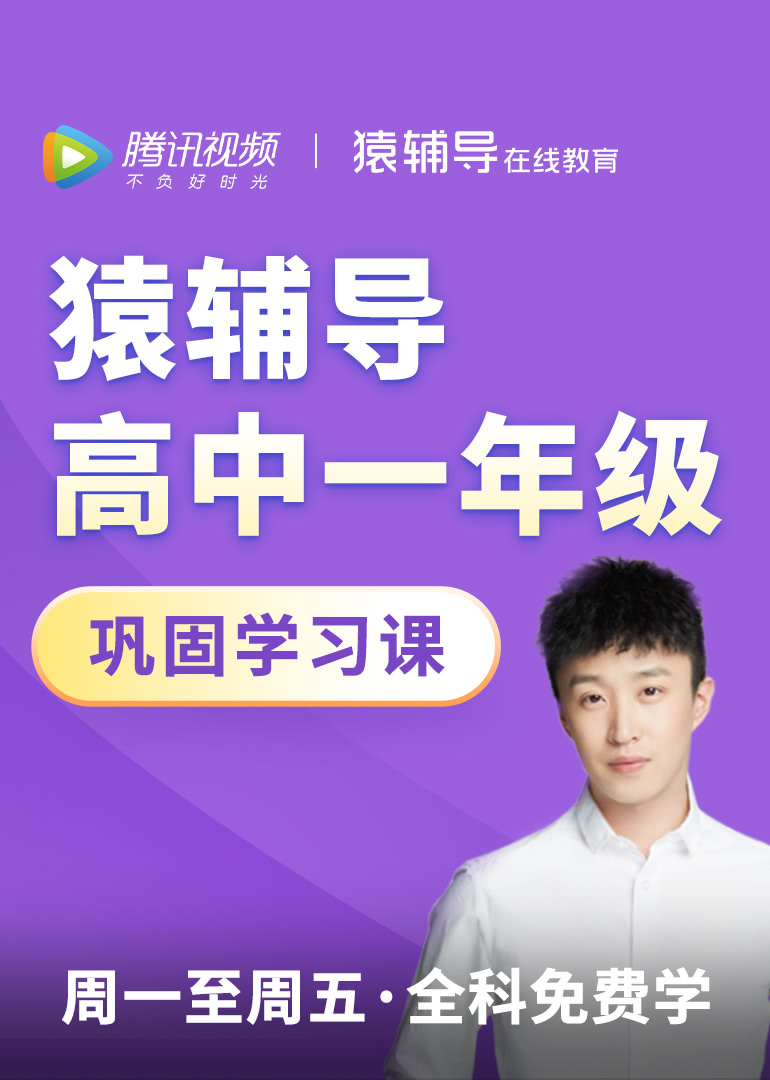 腾讯视频
不负好时光
猿辅导在线教育
猿辅导
高中一年级
巩固学习课
周一至周五·全科免费学